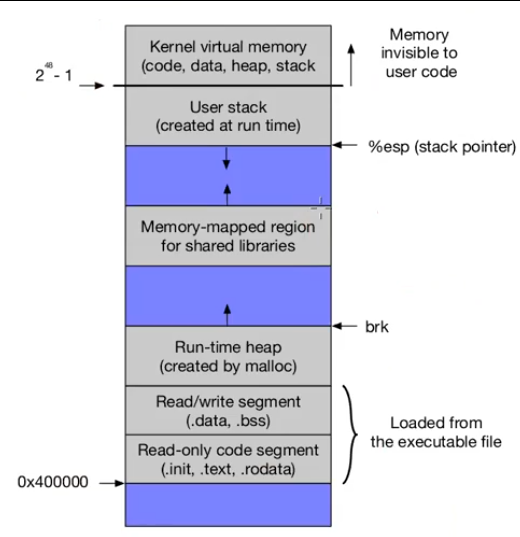 Kernel virtual memory
(code, data, heap, stack
Memory
invisible to
user code
2^48 - 1
User stack
(created at run time)
%esp (stack pointer)
Memory-mapped region
for shared libraries
brk
Run-time heap
(created by malloc)
Read/write segment
(.data, .bss)
Read-only code segment
(.init, .text, .rodata)
Loaded from
the executable file
0x400000